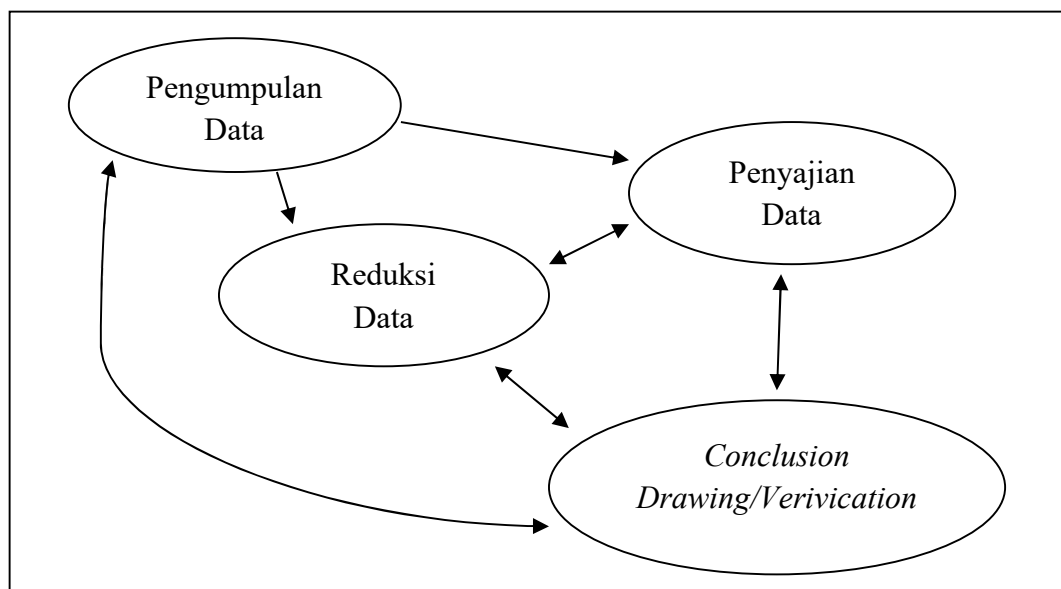 Pengumpulan
Data
Penyajian
Data
Reduksi
Data
Conclusion
Drawing/Verivication